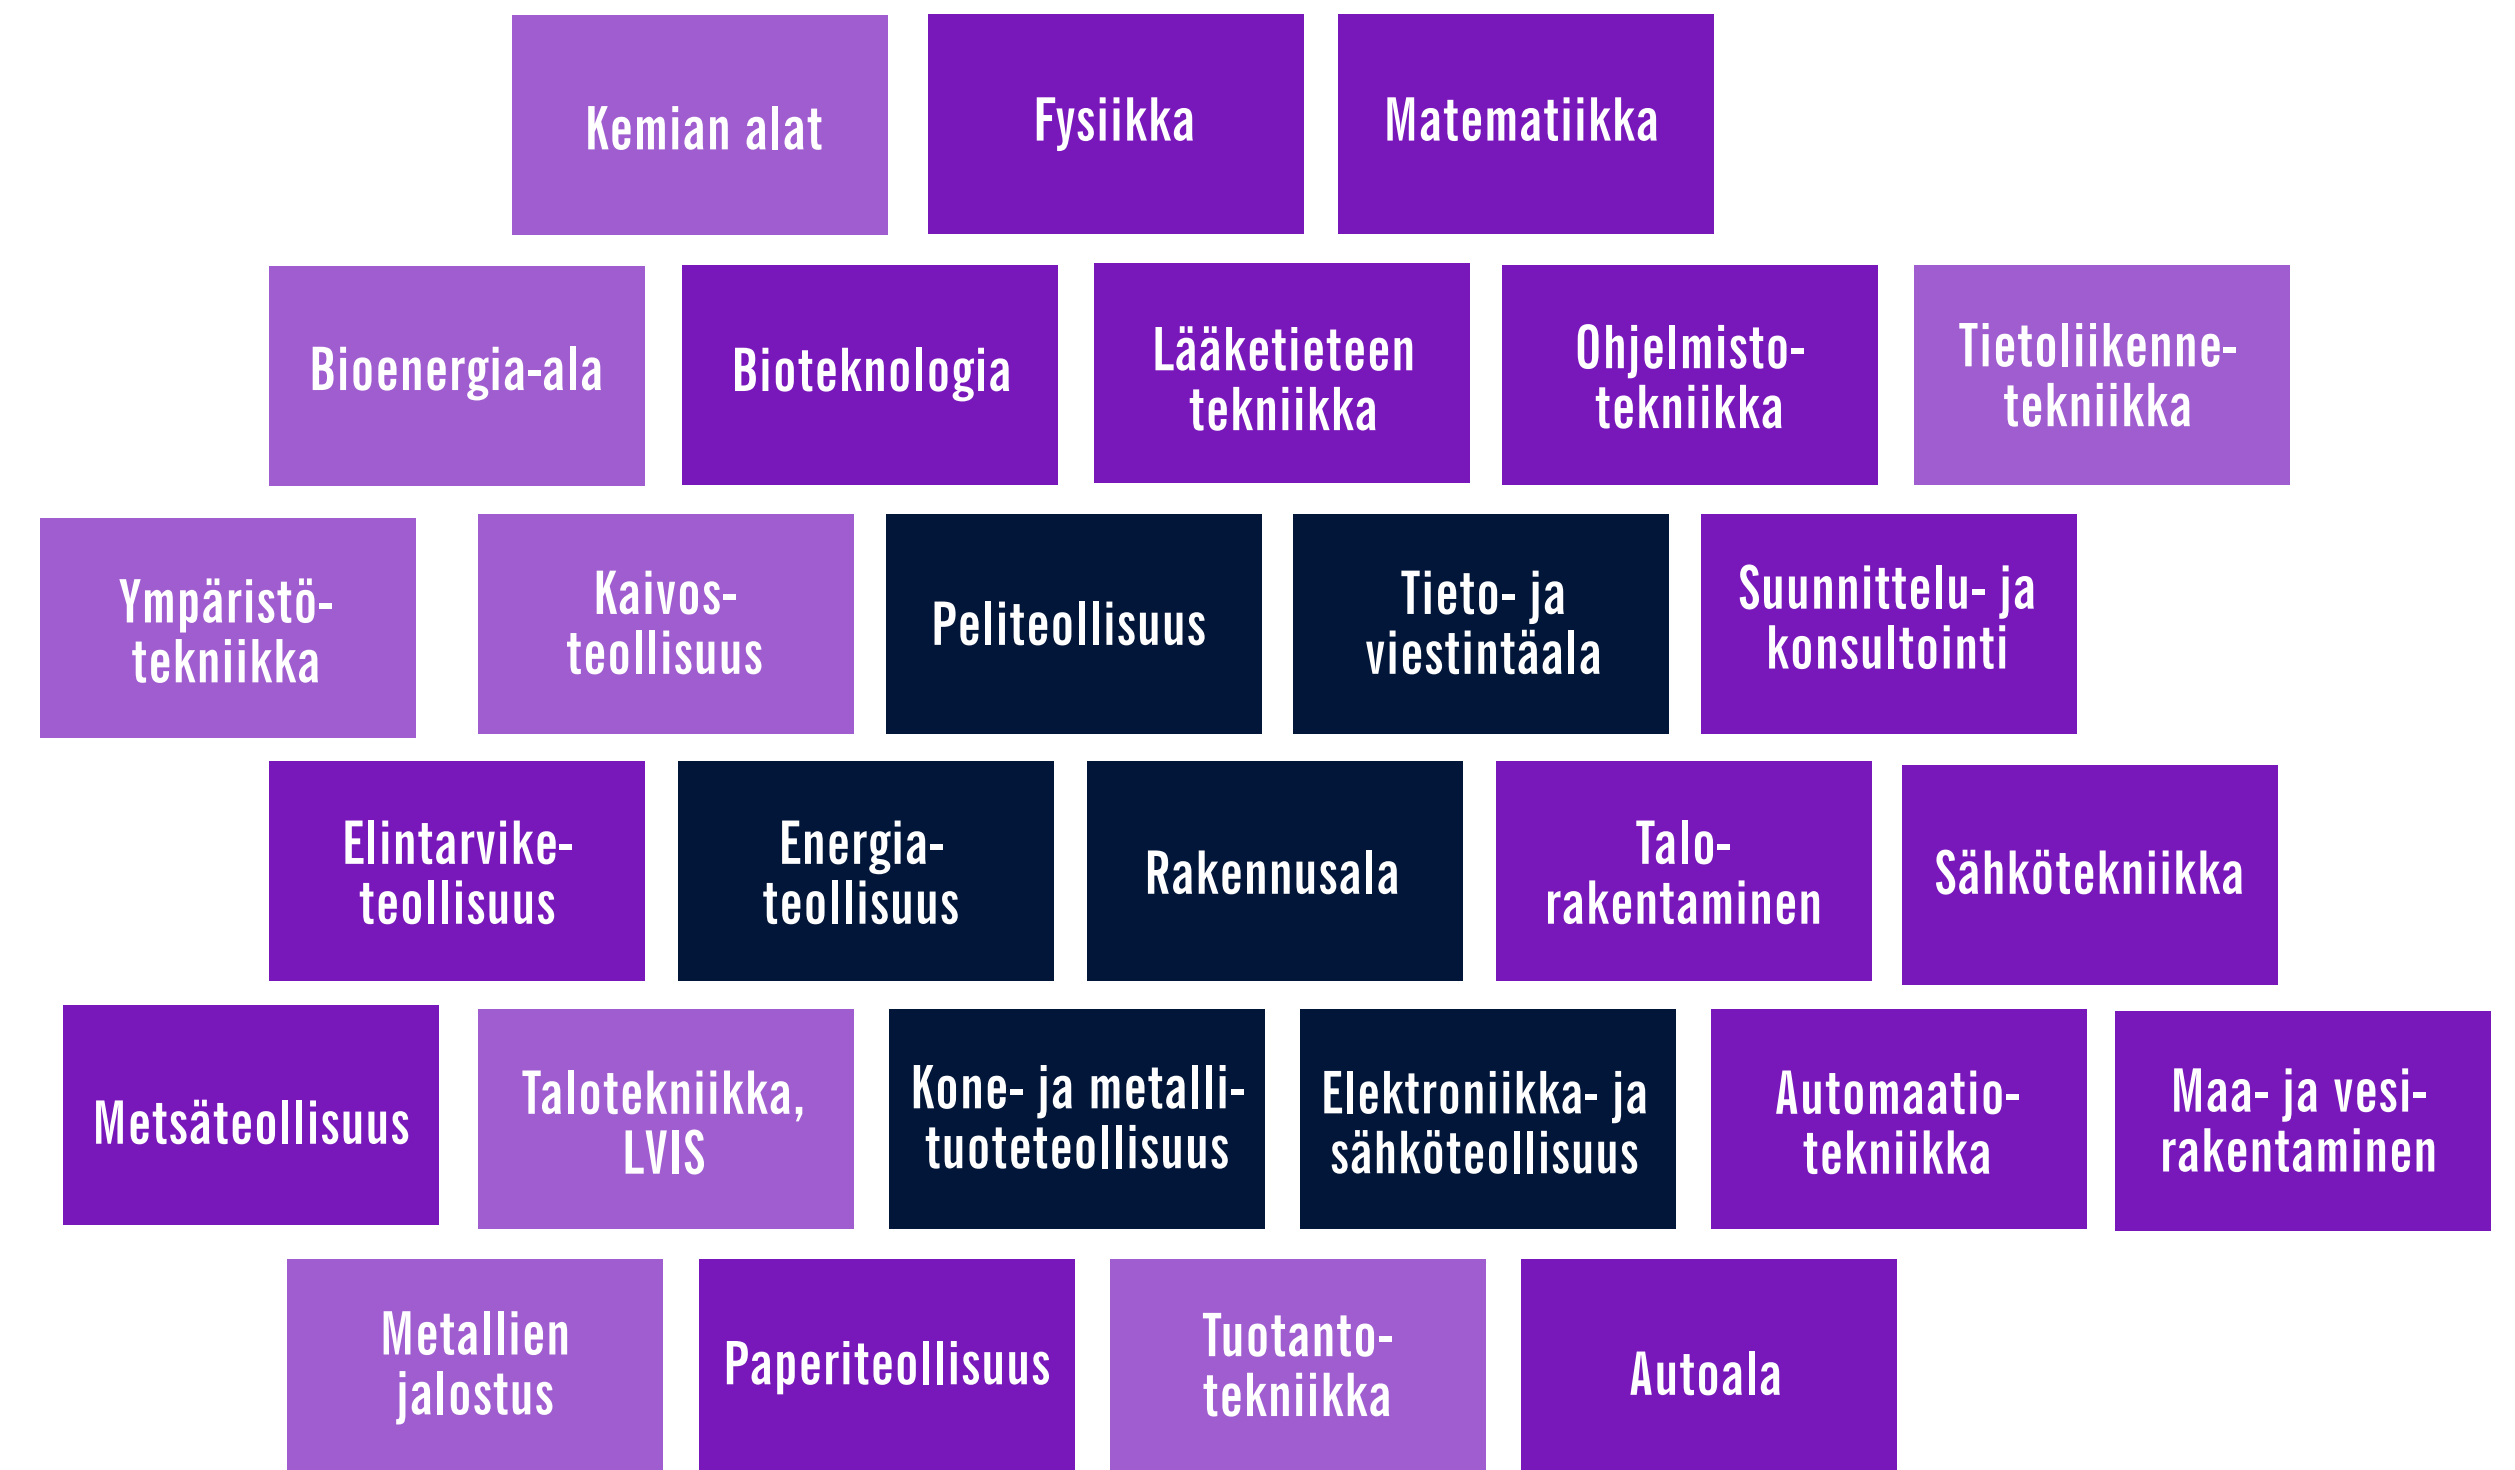 Kemian alat
Fysiikka
Matematiikka
Bioenergia-ala
Bioteknologia
Lääketieteen
tekniikka
Ohjelmisto-
tekniikka
Tietoliikenne-
tekniikka
Ympäristö-
tekniikka
Kaivos-
teollisuus
Peliteollisuus
Tieto- ja
viestintäala
Suunnittelu- ja
konsultointi
Elintarvike-
teollisuus
Energia-
teollisuus
Rakennusala
Talo-
rakentaminen
Sähkötekniikka
Metsäteollisuus
Talotekniikka,
LVIS
Kone- ja metalli-
tuoteteollisuus
Elektroniikka- ja
sähköteollisuus
Automaatio-
tekniikka
Maa- ja vesi-
rakentaminen
Metallien
jalostus
Paperiteollisuus
Tuotanto-
tekniikka
Autoala